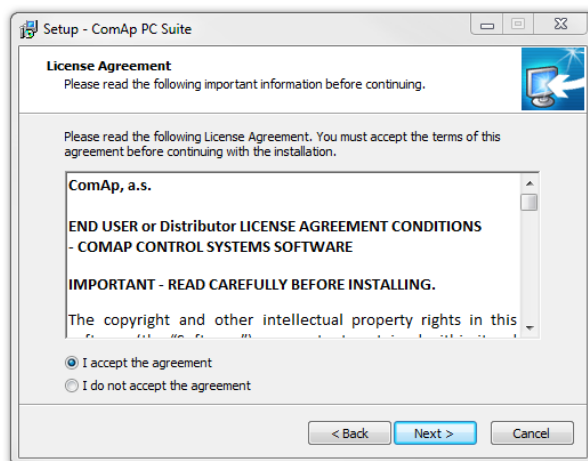 Setup - ComAp PC Suite
License Agreement
Please read the following important information before continuing.
Please read the following License Agreement. You must accept the terms of this
agreement before continuing with the installation.
ComAp, a.s.
END USER or Distributor LICENSE AGREEMENT CONDITIONS
- COMAP CONTROL SYSTEMS SOFTWARE
IMPORTANT - READ CAREFULLY BEFORE INSTALLING.
The copyright and other intellectual property rights in this
I accept the agreement
I do not accept the agreement
< Back
Next >
Cancel